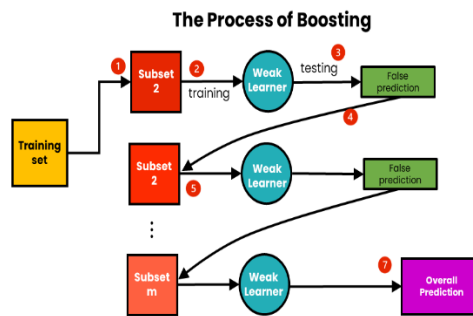 The Process of Boosting
1
Subset
2
2
training
Weak
Learner
3
testing
False
prediction
4
Training
set
Subset
2
5
Weak
Learner
False
prediction
...
Subset
m
Weak
Learner
7
Overall
Prediction